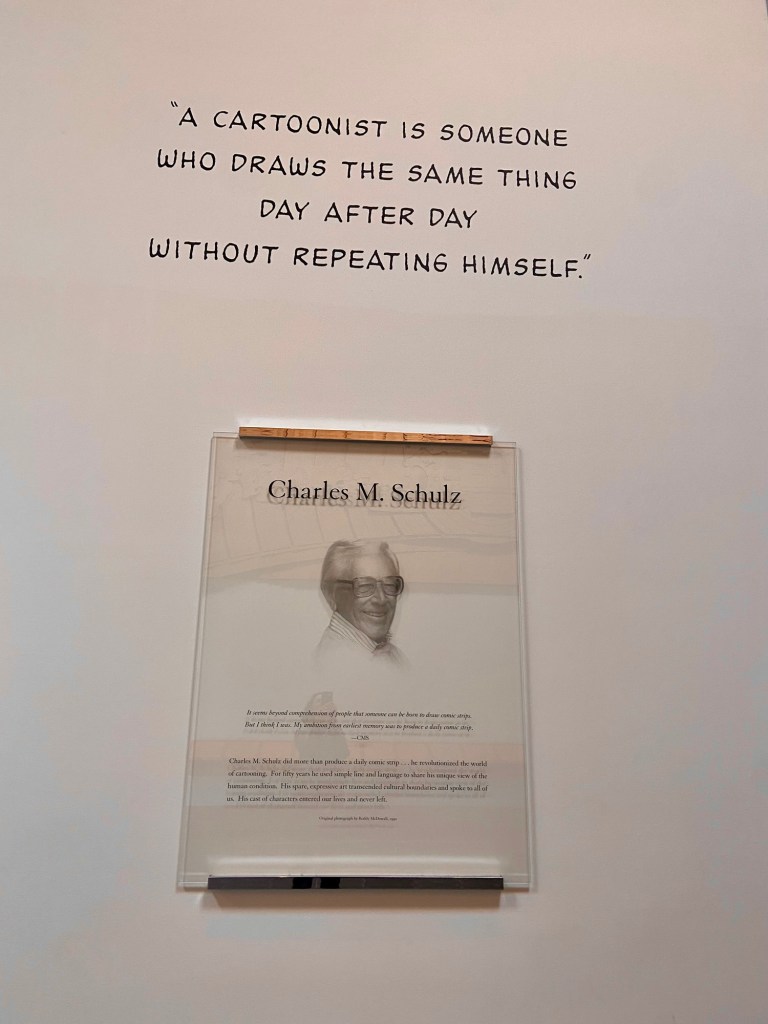 "A CARTOONIST IS SOMEONE
WHO DRAWS THE SAME THING
DAY AFTER DAY
WITHOUT REPEATING HIMSELF."
Charles M. Schulz
It seems beyond comprehension of people that someone can be born to draw comic strips.
But I think I was. My ambition from earliest memory was to produce a daily comic strip.
—CMS
Charles M. Schulz did more than produce a daily comic strip . . . he revolutionized the world
of cartooning. For fifty years he used simple line and language to share his unique view of the
human condition. His spare, expressive art transcended cultural boundaries and spoke to all of
us. His cast of characters entered our lives and never left.
Original photograph by